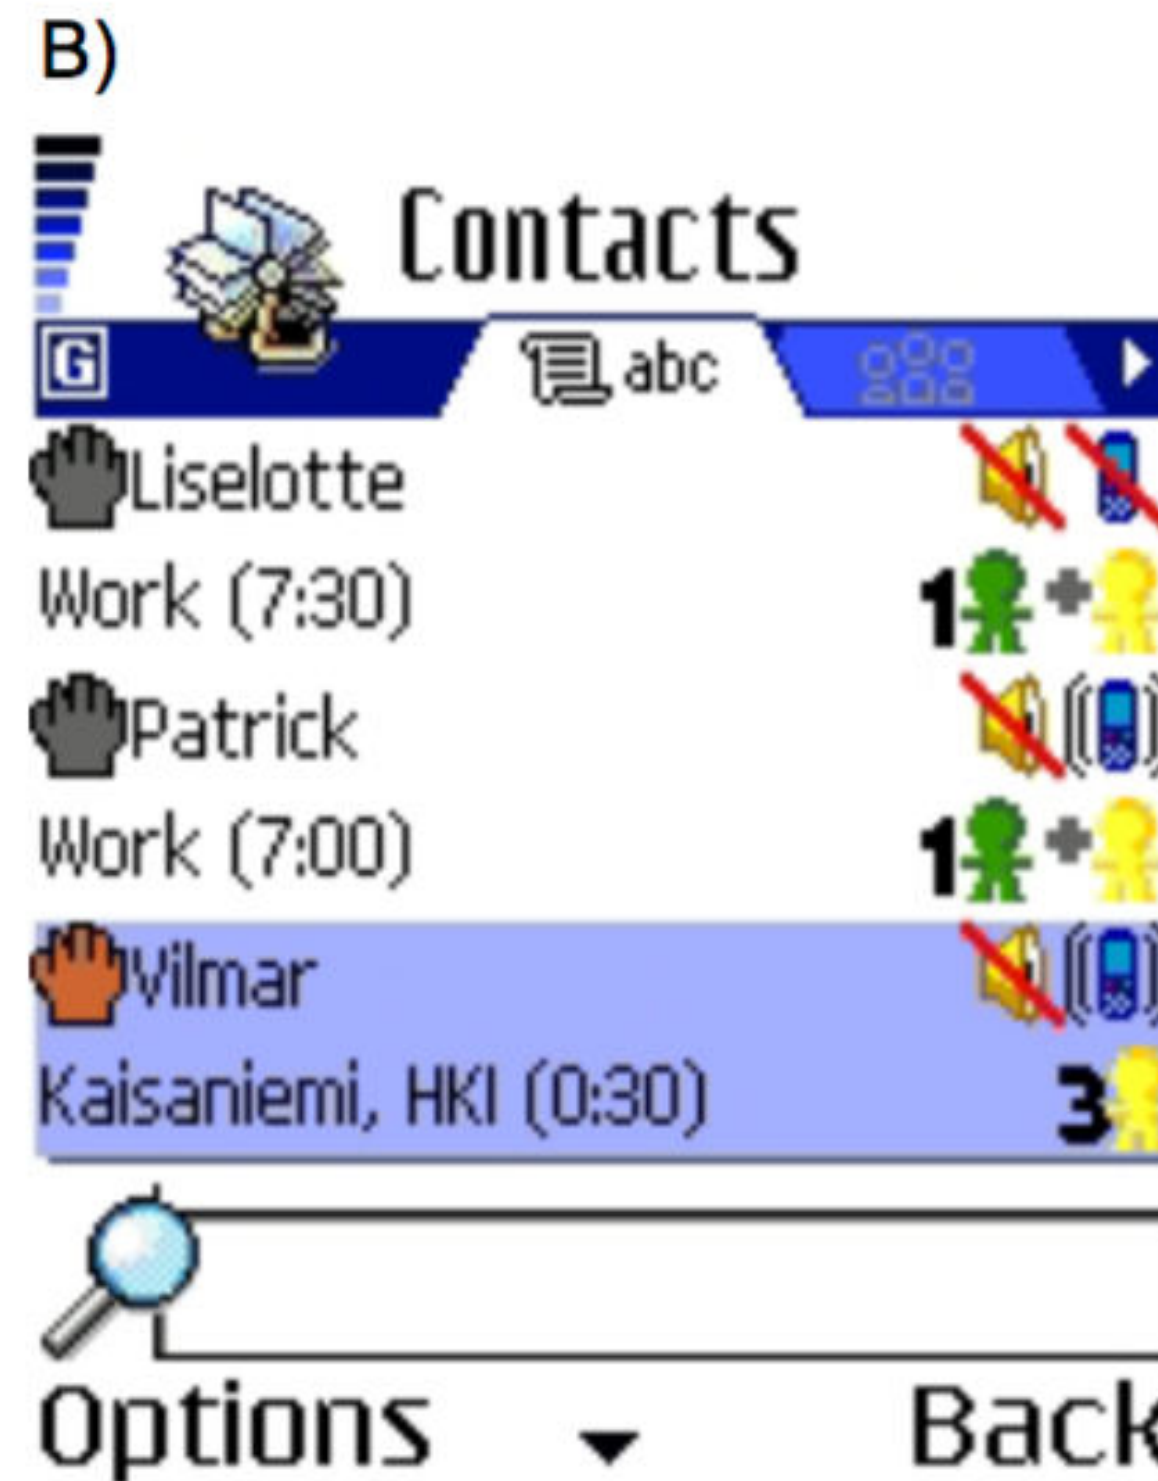 B)
Contacts
G abc
Liselotte
Work (7:30) 1
Patrick
Work (7:00) 1
Vilmar
Kaisaniemi, HKI (0:30) 3
Options Back